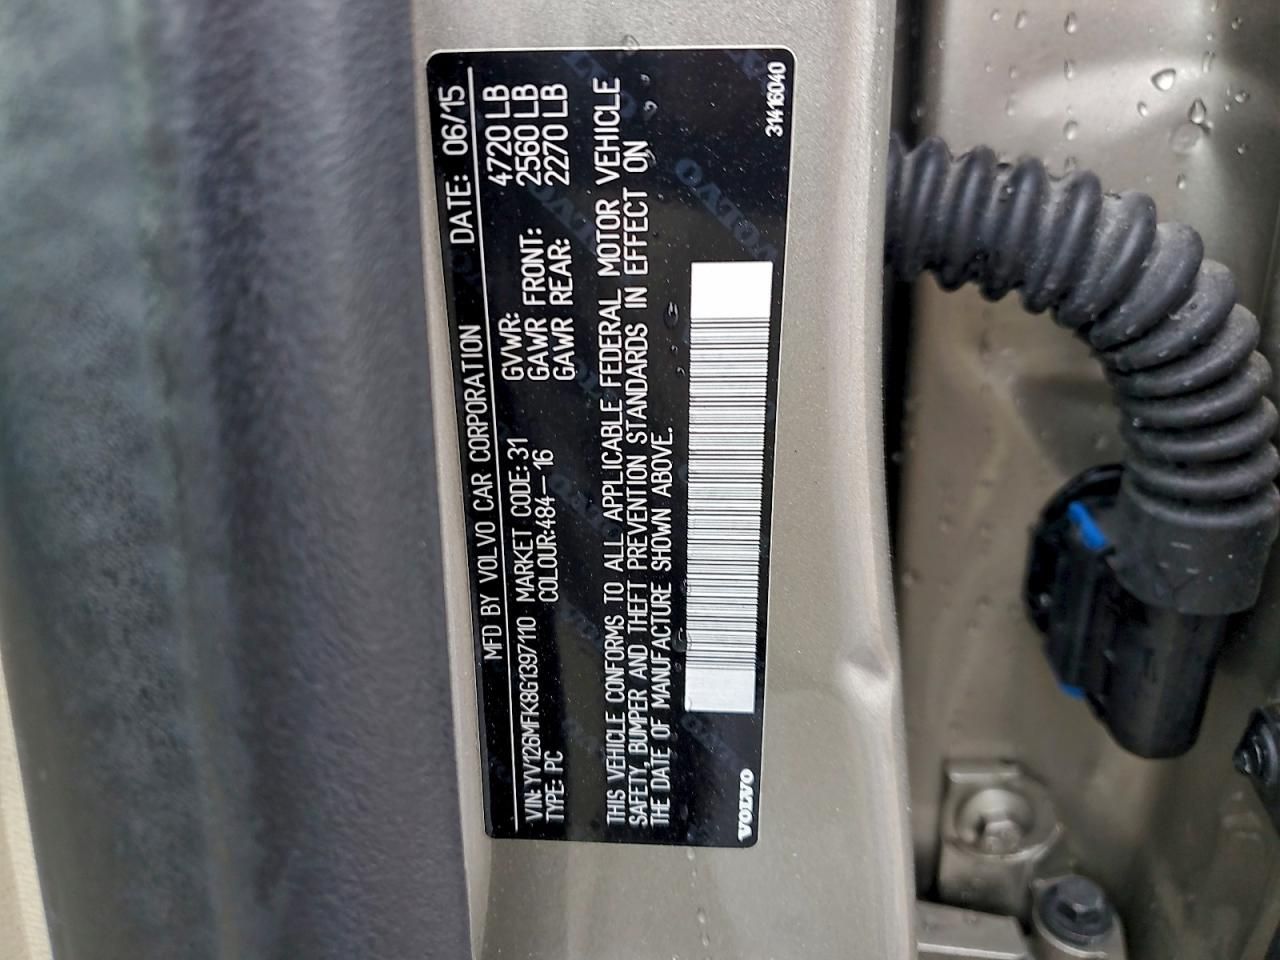 MFD BY VOLVO CAR CORPORATION DATE: 06/15
VIN: YV126MFK8G1397110 MARKET CODE: 31 GVWR: 4720 LB
TYPE: PC COLOUR:484-16 GAWR FRONT: 2560 LB
GAWR REAR: 2270 LB
THIS VEHICLE CONFORMS TO ALL APPLICABLE FEDERAL MOTOR VEHICLE
SAFETY, BUMPER AND THEFT PREVENTION STANDARDS IN EFFECT ON
THE DATE OF MANUFACTURE SHOWN ABOVE.
VOLVO 31416040